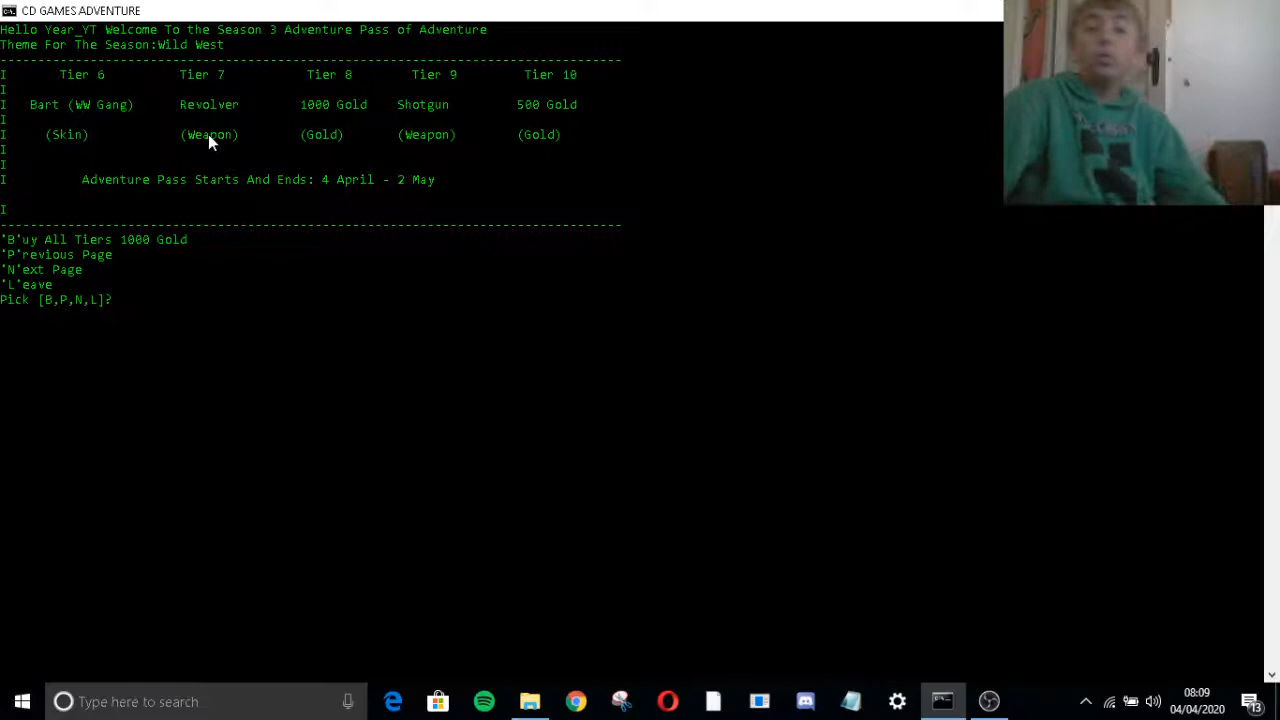 CD GAMES ADVENTURE
Hello Year_YT Welcome To the Season 3 Adventure Pass of Adventure
Theme For The Season:Wild West
-----------------------------------------------------------------------------------
I Tier 6 Tier 7 Tier 8 Tier 9 Tier 10
I
I Bart (WW Gang) Revolver 1000 Gold Shotgun 500 Gold
I
I (Skin) (Weapon) (Gold) (Weapon) (Gold)
I
I
I Adventure Pass Starts And Ends: 4 April - 2 May
I
-----------------------------------------------------------------------------------
'B'uy All Tiers 1000 Gold
'P'revious Page
'N'ext Page
'L'eave
Pick [B,P,N,L]?
Type here to search
08:09
04/04/2020
13